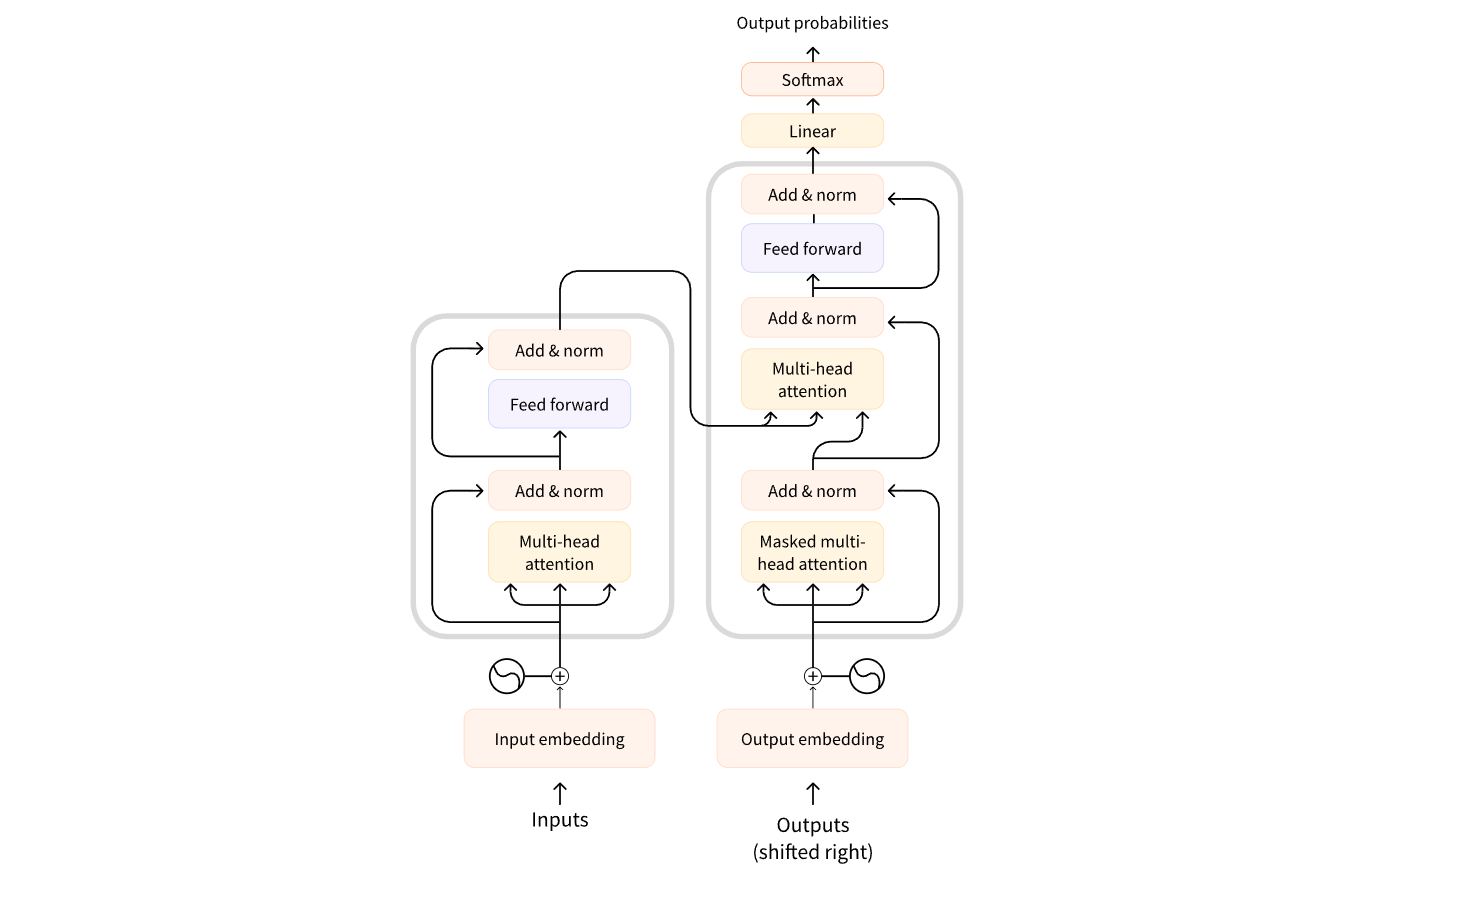 Output probabilities
Softmax
Linear
Add & norm
Feed forward
Add & norm
Multi-head
attention
Add & norm
Masked multi-
head attention
Output embedding
Outputs
(shifted right)
Add & norm
Feed forward
Add & norm
Multi-head
attention
Input embedding
Inputs